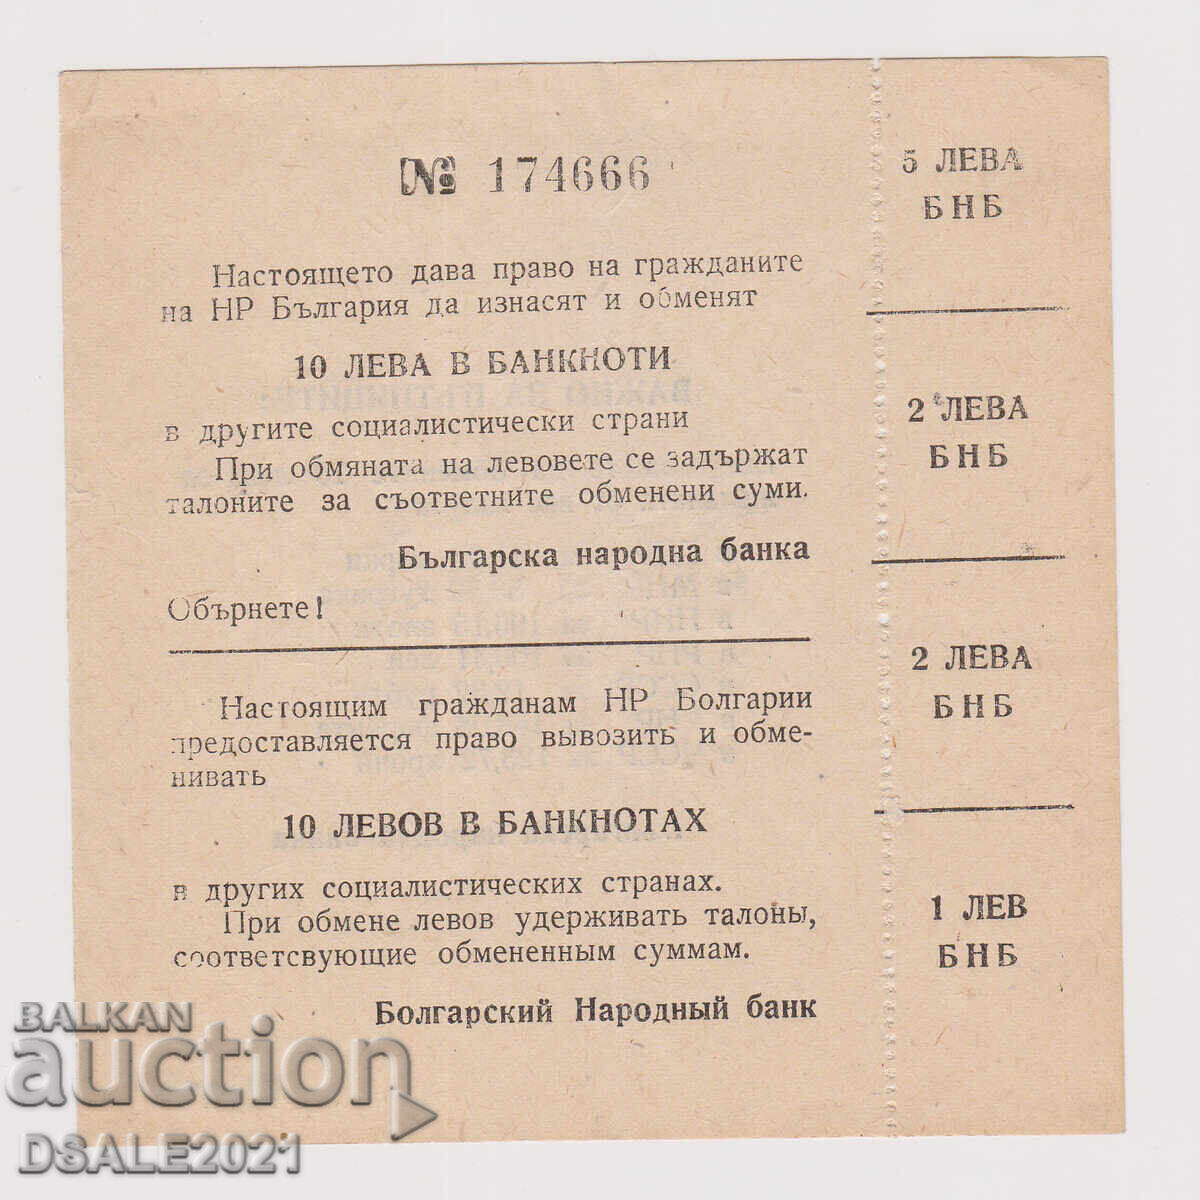 № 174666
Настоящето дава право на гражданите
на НР България да изнасят и обменят
10 ЛЕВА В БАНКНОТИ
в другите социалистически страни
При обмяната на левовете се задържат
талоните за съответните обменени суми.
Българска народна банка
Обърнете!
Настоящим гражданам НР Болгарии
предоставляется право вывозить и обме-
нивать
10 ЛЕВОВ В БАНКНОТАХ
в других социалистических странах.
При обмене левов удерживать талоны,
соответсвующие обмененным суммам.
Болгарский Народный банк
5 ЛЕВА
БНБ
2 ЛЕВА
БНБ
2 ЛЕВА
БНБ
1 ЛЕВ
БНБ
BALKAN
auction
DSALE2021